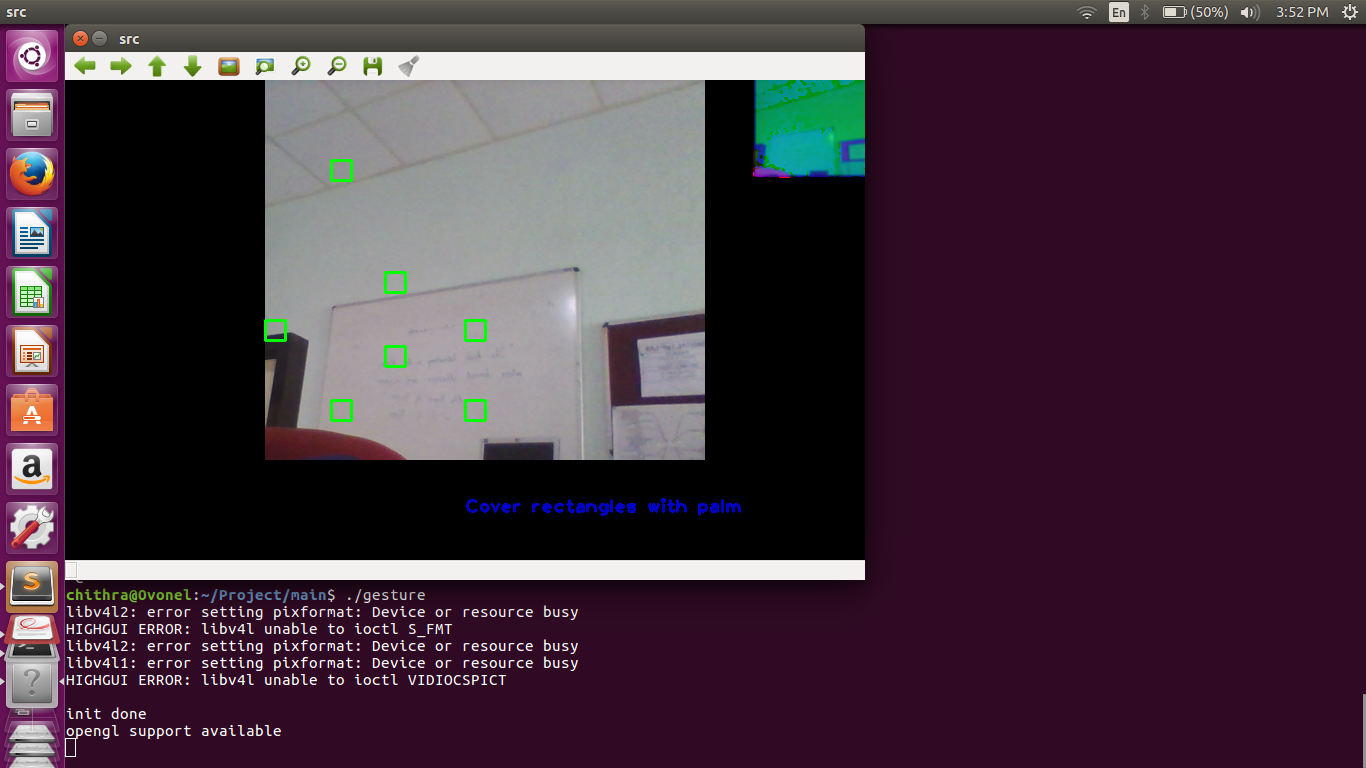 src
En
(50%)
3:52 PM
src
Cover rectangles with palm
chithra@Ovonel:~/Project/main$ ./gesture
libv4l2: error setting pixformat: Device or resource busy
HIGHGUI ERROR: libv4l unable to ioctl S_FMT
libv4l2: error setting pixformat: Device or resource busy
libv4l1: error setting pixformat: Device or resource busy
HIGHGUI ERROR: libv4l unable to ioctl VIDIOCSPICT
init done
opengl support available